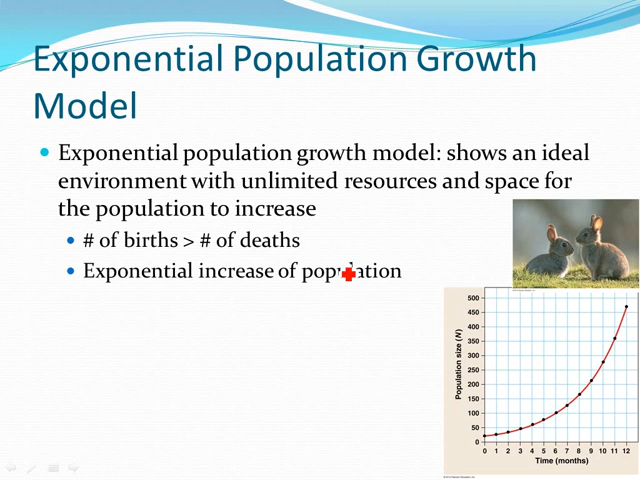 Exponential Population Growth
Model
Exponential population growth model: shows an ideal
environment with unlimited resources and space for
the population to increase
# of births > # of deaths
Exponential increase of population
500
450
400
350
300
250
200
150
100
50
0
Population size (N)
0 1 2 3 4 5 6 7 8 9 10 11 12
Time (months)